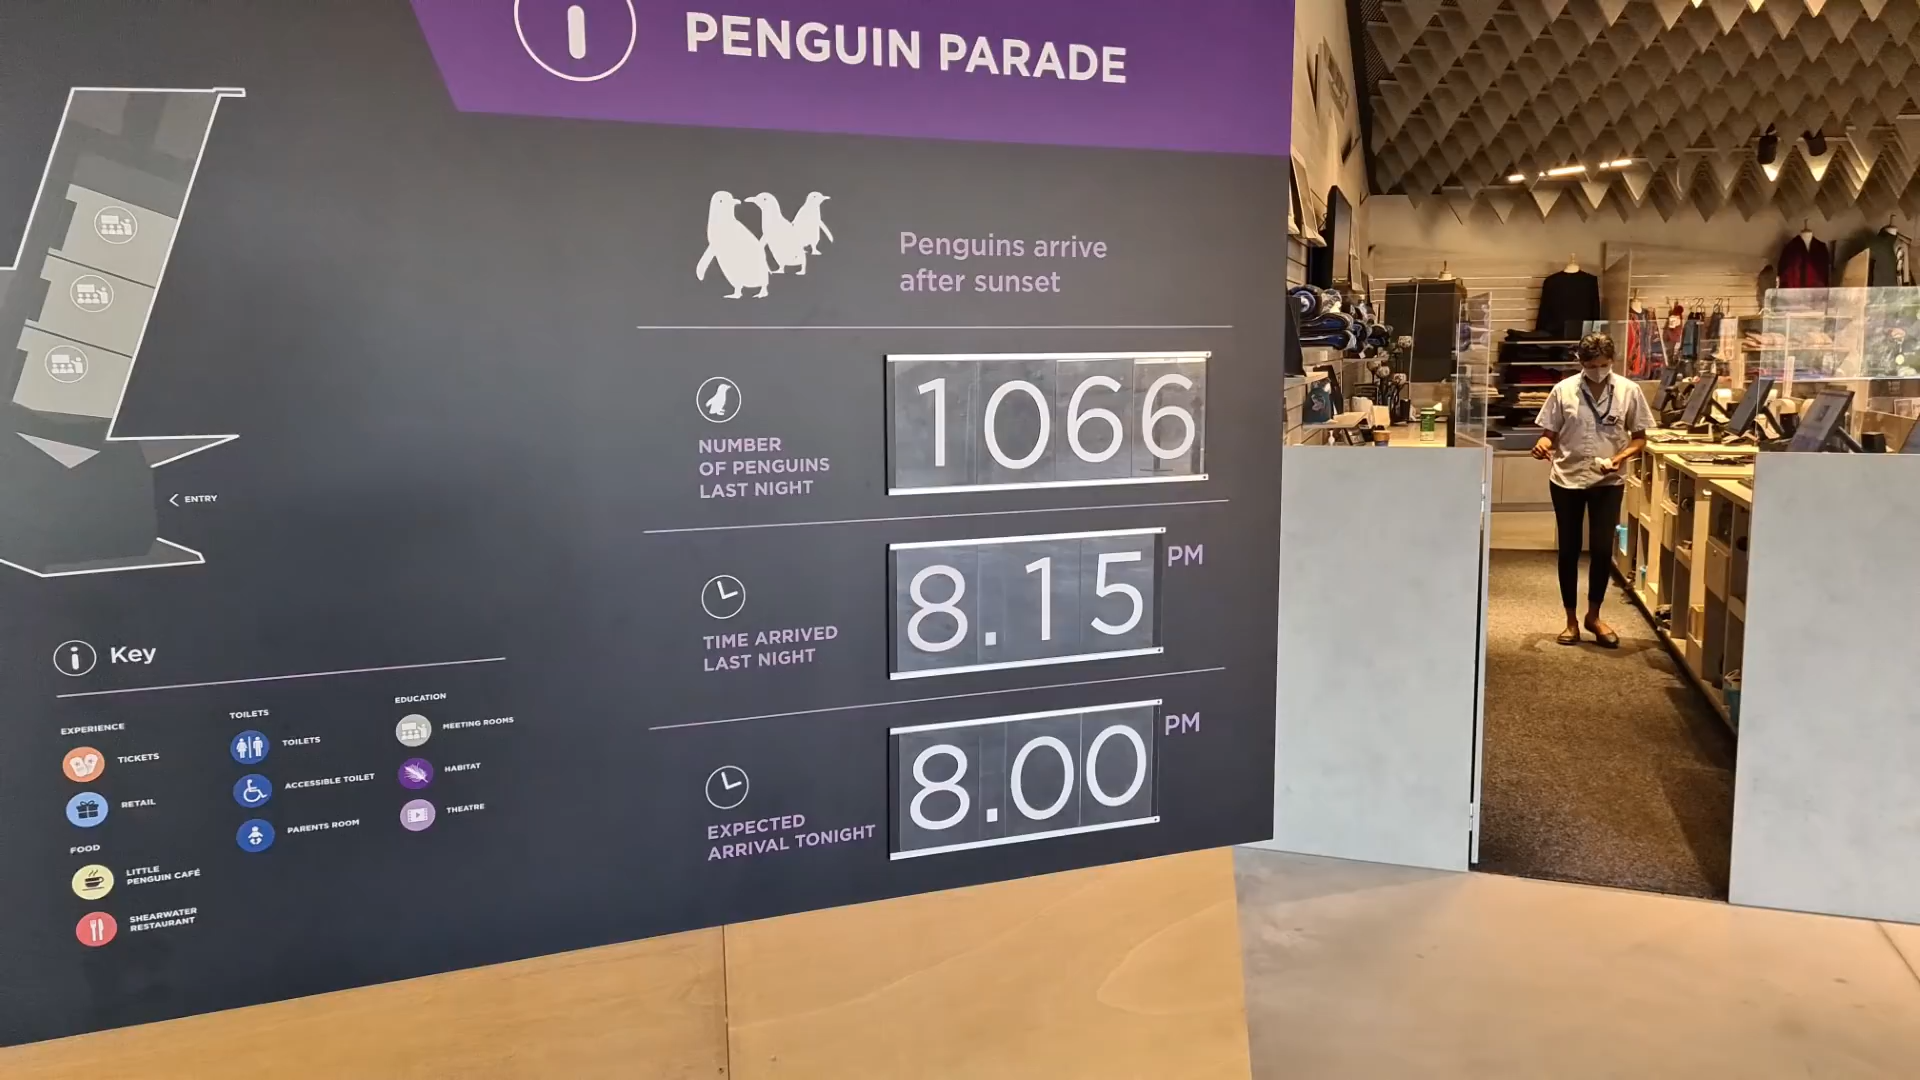 PENGUIN PARADE
Penguins arrive
after sunset
NUMBER
OF PENGUINS
LAST NIGHT
1066
TIME ARRIVED
LAST NIGHT
8.15 PM
EXPECTED
ARRIVAL TONIGHT
8.00 PM
< ENTRY
i Key
EXPERIENCE
TICKETS
RETAIL
FOOD
LITTLE
PENGUIN CAFÉ
SHEARWATER
RESTAURANT
TOILETS
TOILETS
ACCESSIBLE TOILET
PARENTS ROOM
EDUCATION
MEETING ROOMS
HABITAT
THEATRE